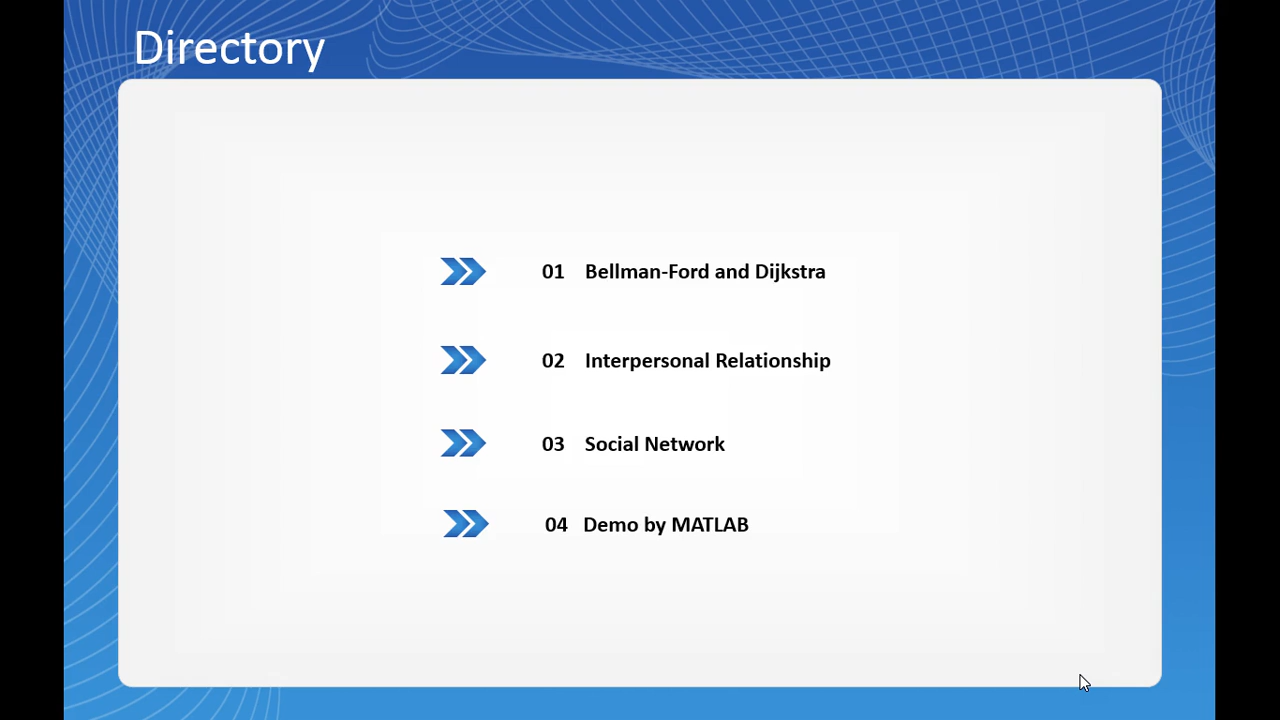 Directory
01 Bellman-Ford and Dijkstra
02 Interpersonal Relationship
03 Social Network
04 Demo by MATLAB